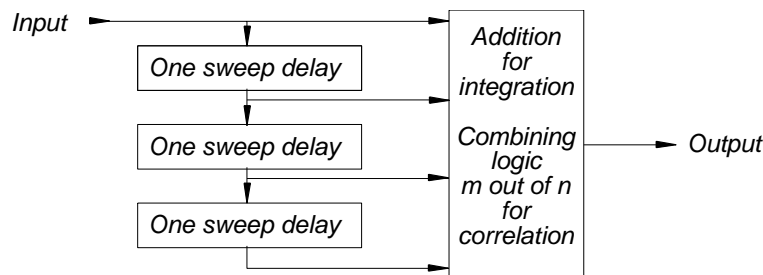 Input
One sweep delay
One sweep delay
One sweep delay
Addition
for
integration
Combining
logic
m out of n
for
correlation
Output